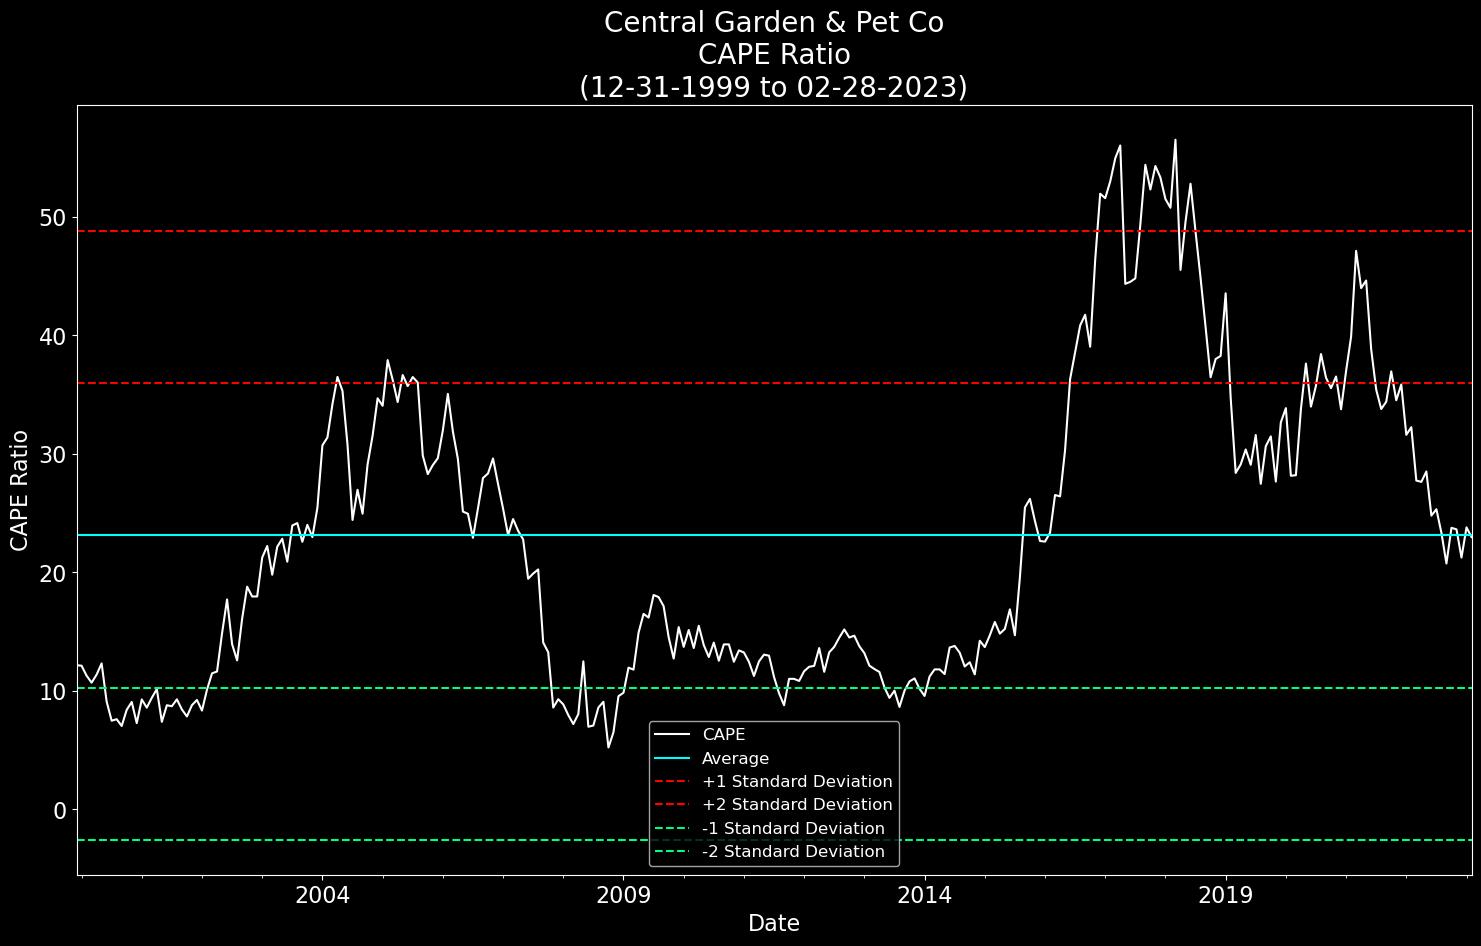 Central Garden & Pet Co
CAPE Ratio
(12-31-1999 to 02-28-2023)
CAPE Ratio
50
40
30
20
10
0
CAPE
Average
+1 Standard Deviation
+2 Standard Deviation
-1 Standard Deviation
-2 Standard Deviation
2004
2009
2014
2019
Date